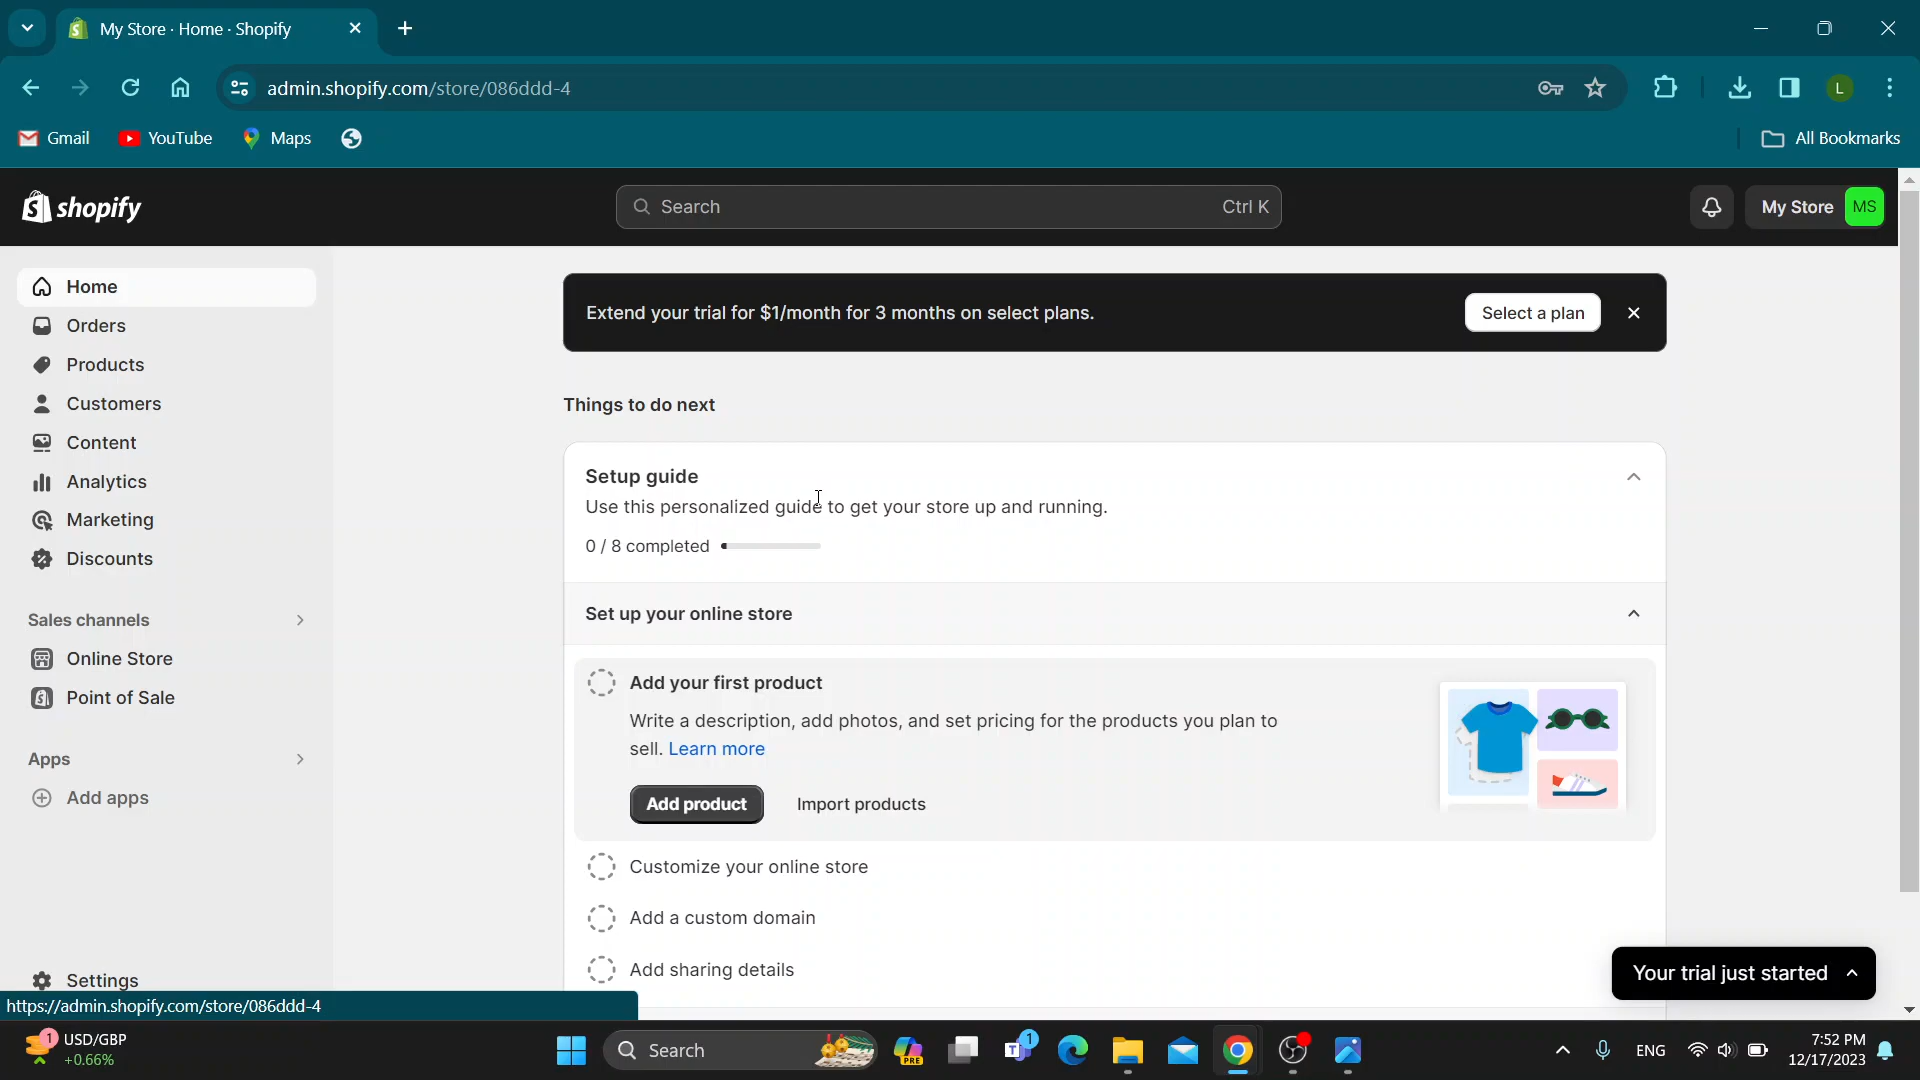 My Store · Home · Shopify
admin.shopify.com/store/086ddd-4
L
Gmail
YouTube
Maps
All Bookmarks
shopify
Search
Ctrl K
My Store
MS
Home
Orders
Products
Customers
Content
Analytics
Marketing
Discounts
Sales channels
Online Store
Point of Sale
Apps
Add apps
Settings
Extend your trial for $1/month for 3 months on select plans.
Select a plan
Things to do next
Setup guide
Use this personalized guide to get your store up and running.
0 / 8 completed
Set up your online store
Add your first product
Write a description, add photos, and set pricing for the products you plan to
sell. Learn more
Add product
Import products
Customize your online store
Add a custom domain
Add sharing details
Your trial just started
https://admin.shopify.com/store/086ddd-4
1
USD/GBP
+0.66%
Search
PRE
1
ENG
7:52 PM
12/17/2023